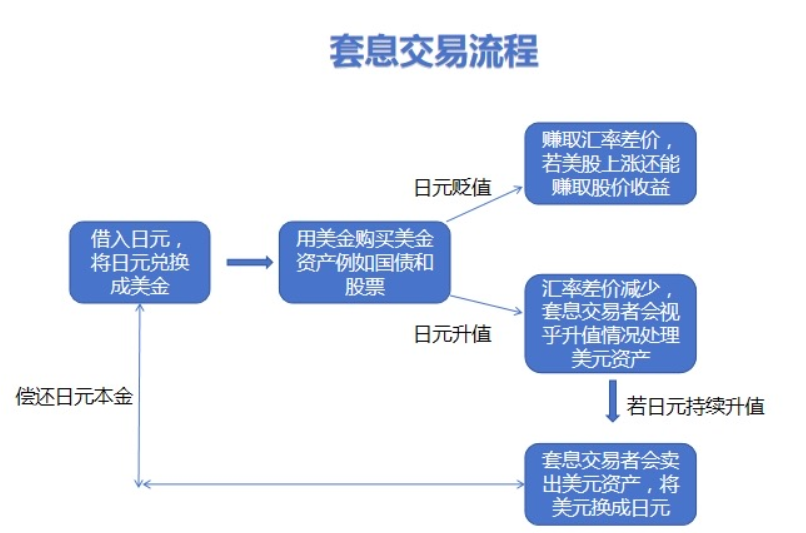 套息交易流程
赚取汇率差价，
若美股上涨还能
赚取股价收益
日元贬值
借入日元，
将日元兑换
成美金
用美金购买美金
资产例如国债和
股票
日元升值
汇率差价减少，
套息交易者会视
乎升值情况处理
美元资产
偿还日元本金
若日元持续升值
套息交易者会卖
出美元资产，将
美元换成日元